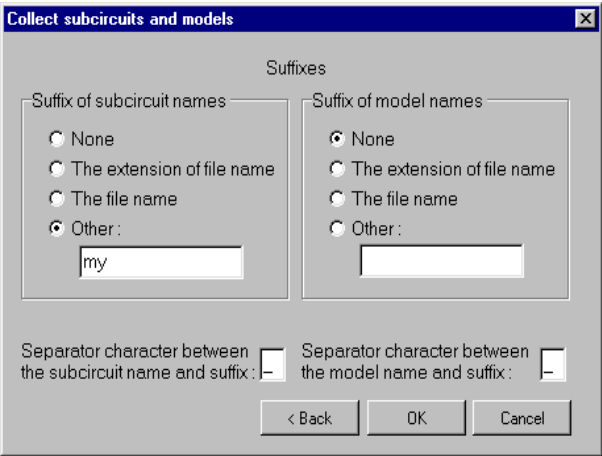 Collect subcircuits and models
Suffixes
Suffix of subcircuit names
None
The extension of file name
The file name
Other :
my
Suffix of model names
None
The extension of file name
The file name
Other :
Separator character between
the subcircuit name and suffix : _
Separator character between
the model name and suffix : _
< Back
OK
Cancel